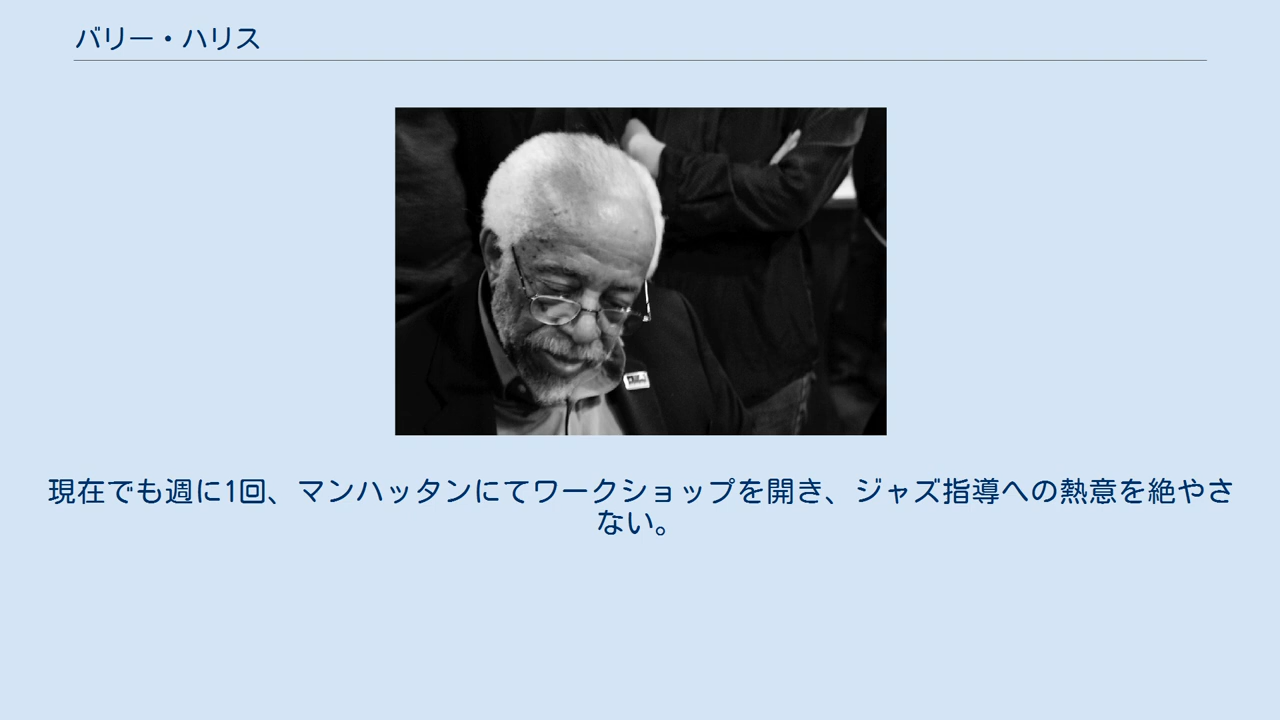 バリー・ハリス
現在でも週に1回、マンハッタンにてワークショップを開き、ジャズ指導への熱意を絶やさ
ない。